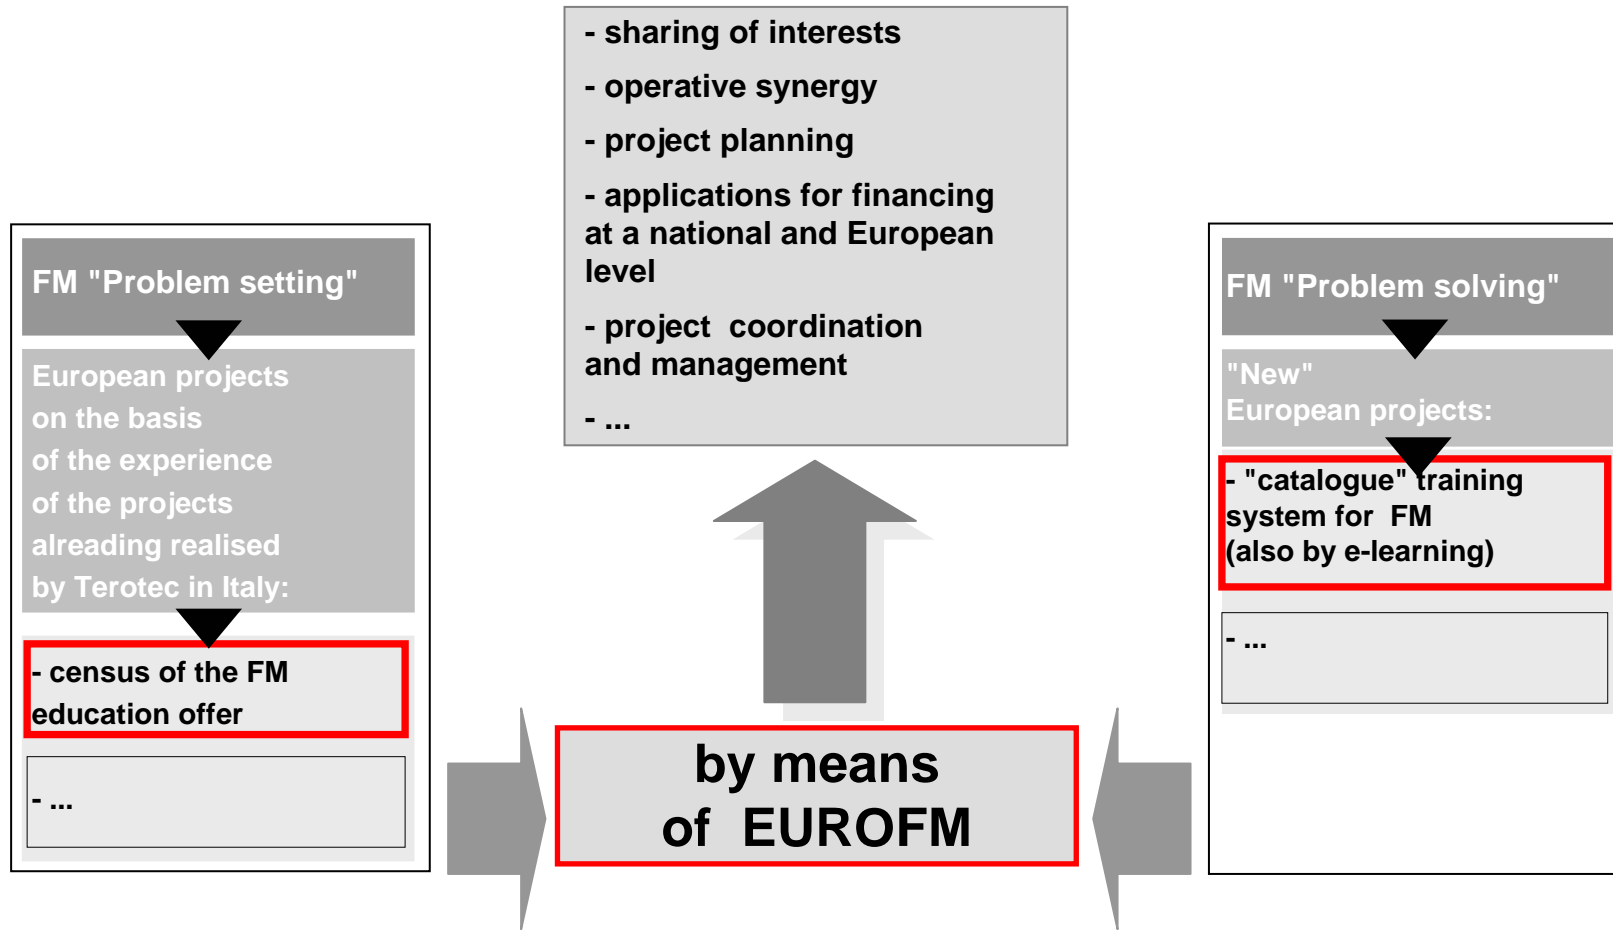 - sharing of interests
- operative synergy
- project planning
- applications for financing
at a national and European
level
- project coordination
and management
- ...
FM "Problem setting"
European projects
on the basis
of the experience
of the projects
alreading realised
by Terotec in Italy:
- census of the FM
education offer
- ...
by means
of EUROFM
FM "Problem solving"
"New"
European projects:
- "catalogue" training
system for FM
(also by e-learning)
- ...